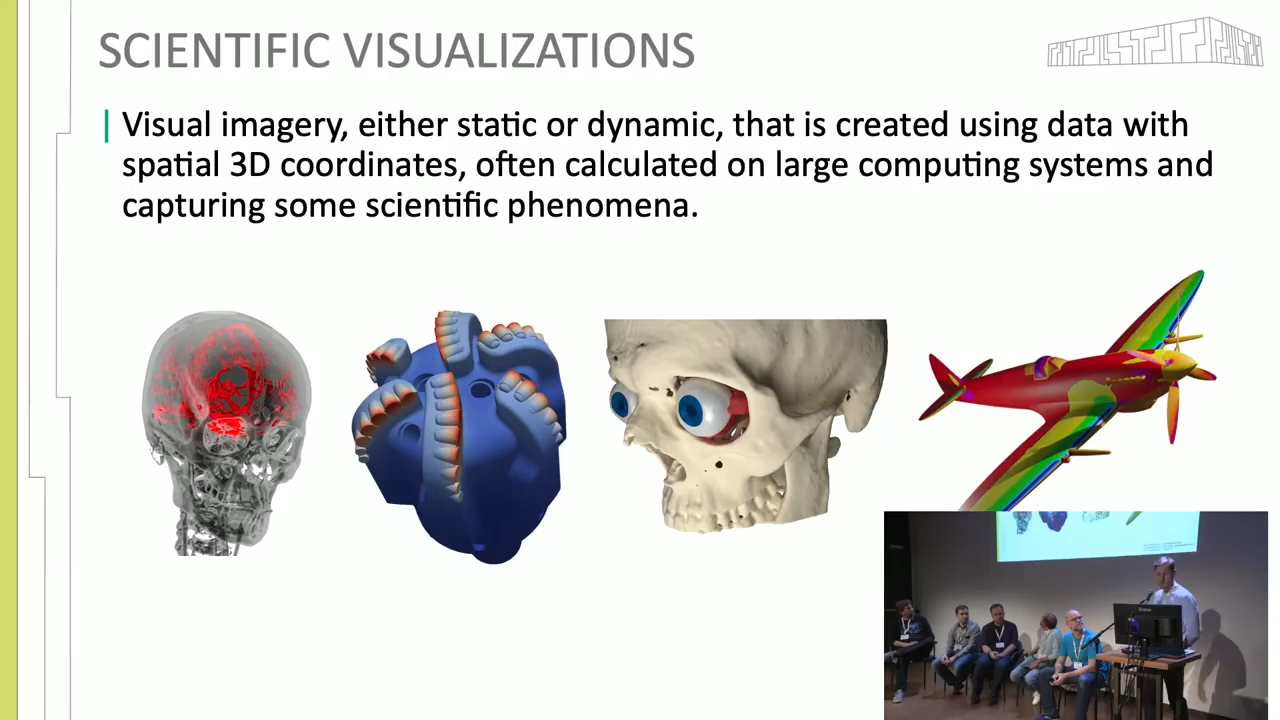 SCIENTIFIC VISUALIZATIONS
Visual imagery, either static or dynamic, that is created using data with
spatial 3D coordinates, often calculated on large computing systems and
capturing some scientific phenomena.